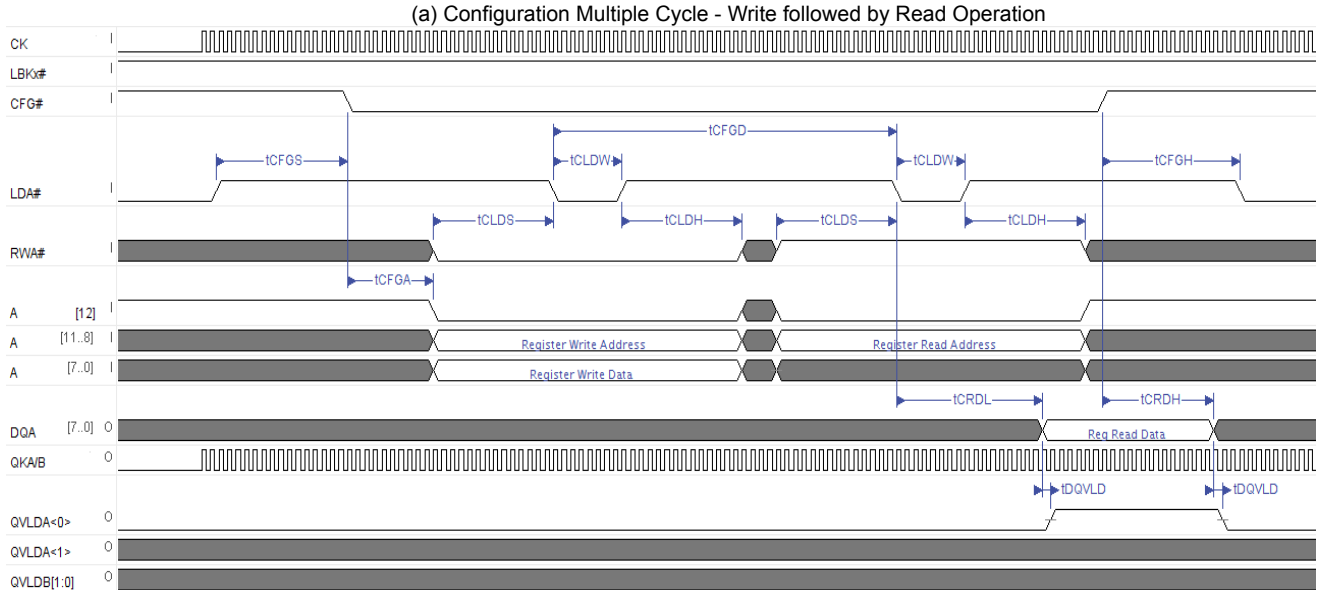 (a) Configuration Multiple Cycle - Write followed by Read Operation
CK I
LBKx# I
CFG# I
tCFGD
tCFGS tCLDW tCLDW tCFGH
LDA# I
tCLDS tCLDH tCLDS tCLDH
RWA# I
tCFGA
A [12] I
A [11..8] I Register Write Address Register Read Address
A [7..0] I Register Write Data
tCRDL tCRDH
DQA [7..0] O Reg Read Data
QKA/B O
tDQVLD tDQVLD
QVLDA<0> O
QVLDA<1> O
QVLDB[1:0] O